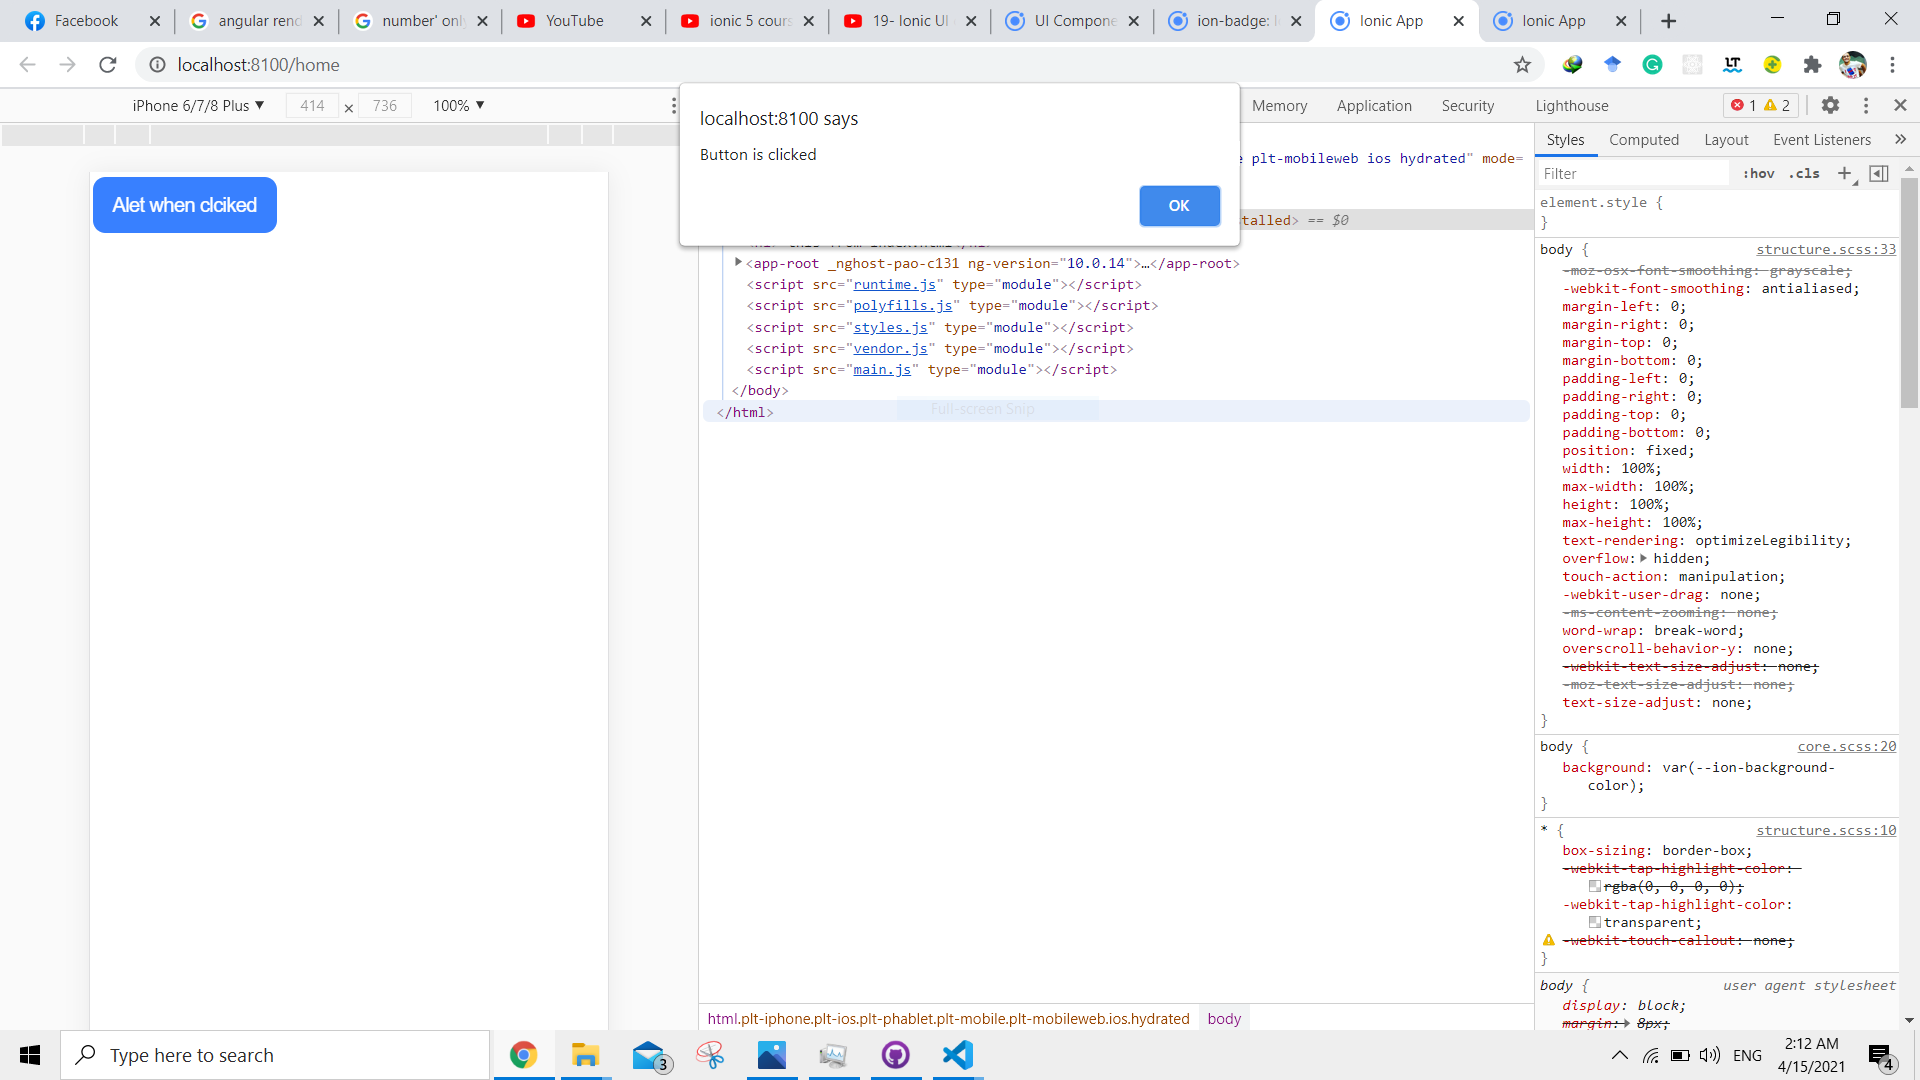 Facebook
angular rend
number' only
YouTube
ionic 5 cours
19- Ionic UI
UI Compone
ion-badge: I
Ionic App
Ionic App
localhost:8100/home
iPhone 6/7/8 Plus ▼
414 × 736
100% ▼
Memory
Application
Security
Lighthouse
1
2
localhost:8100 says
Button is clicked
OK
Alet when clciked
plt-mobileweb ios hydrated" mode=
talled> == $0
<app-root _nghost-pao-c131 ng-version="10.0.14">…</app-root>
<script src="runtime.js" type="module"></script>
<script src="polyfills.js" type="module"></script>
<script src="styles.js" type="module"></script>
<script src="vendor.js" type="module"></script>
<script src="main.js" type="module"></script>
</body>
</html>
Full-screen Snip
html.plt-iphone.plt-ios.plt-phablet.plt-mobile.plt-mobileweb.ios.hydrated
body
Styles
Computed
Layout
Event Listeners
Filter
:hov .cls
element.style {
}
body {
structure.scss:33
-moz-osx-font-smoothing: grayscale;
-webkit-font-smoothing: antialiased;
margin-left: 0;
margin-right: 0;
margin-top: 0;
margin-bottom: 0;
padding-left: 0;
padding-right: 0;
padding-top: 0;
padding-bottom: 0;
position: fixed;
width: 100%;
max-width: 100%;
height: 100%;
max-height: 100%;
text-rendering: optimizeLegibility;
overflow: hidden;
touch-action: manipulation;
-webkit-user-drag: none;
-ms-content-zooming: none;
word-wrap: break-word;
overscroll-behavior-y: none;
-webkit-text-size-adjust: none;
-moz-text-size-adjust: none;
text-size-adjust: none;
}
body {
core.scss:20
background: var(--ion-background-
color);
}
* {
structure.scss:10
box-sizing: border-box;
-webkit-tap-highlight-color:
rgba(0, 0, 0, 0);
-webkit-tap-highlight-color:
transparent;
-webkit-touch-callout: none;
}
body {
user agent stylesheet
display: block;
margin: 8px;
Type here to search
3
ENG
2:12 AM
4/15/2021
4